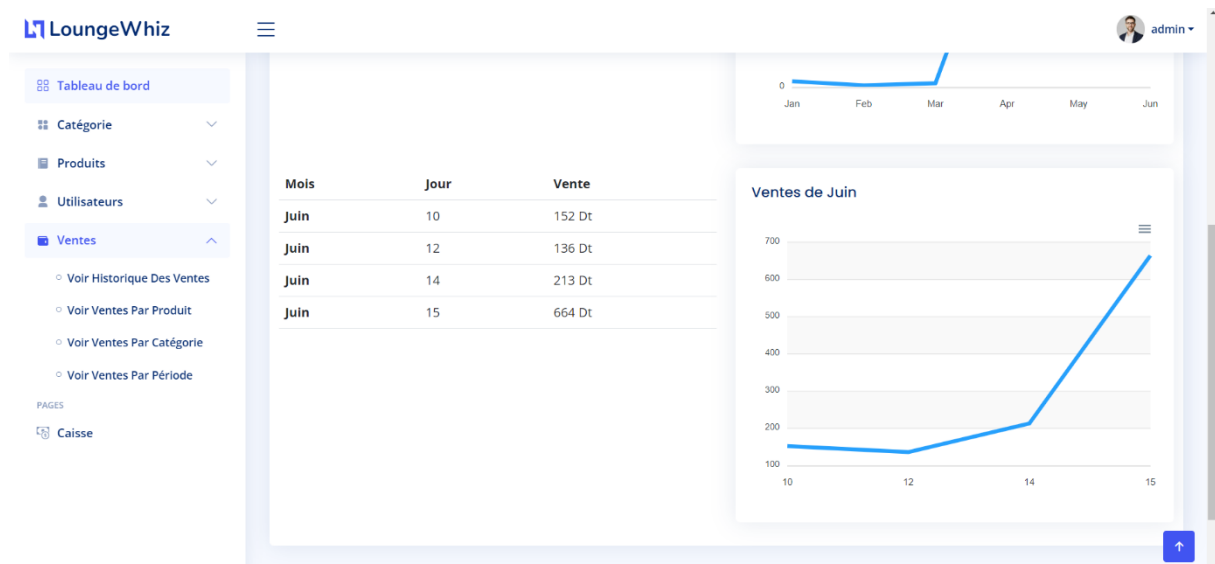 LoungeWhiz
admin
Tableau de bord
Catégorie
Produits
Utilisateurs
Ventes
Voir Historique Des Ventes
Voir Ventes Par Produit
Voir Ventes Par Catégorie
Voir Ventes Par Période
PAGES
Caisse
0
Jan Feb Mar Apr May Jun
Mois Jour Vente
Juin 10 152 Dt
Juin 12 136 Dt
Juin 14 213 Dt
Juin 15 664 Dt
Ventes de Juin
700
600
500
400
300
200
100
10 12 14 15